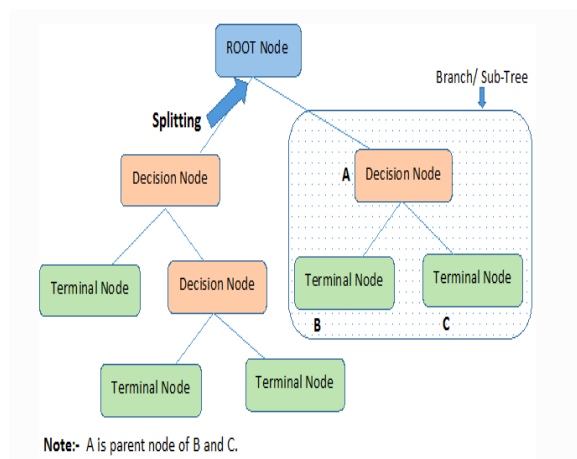 ROOT Node
Branch/ Sub-Tree
Splitting
Decision Node
A
Decision Node
Terminal Node
Decision Node
Terminal Node
Terminal Node
B
C
Terminal Node
Terminal Node
Note:- A is parent node of B and C.